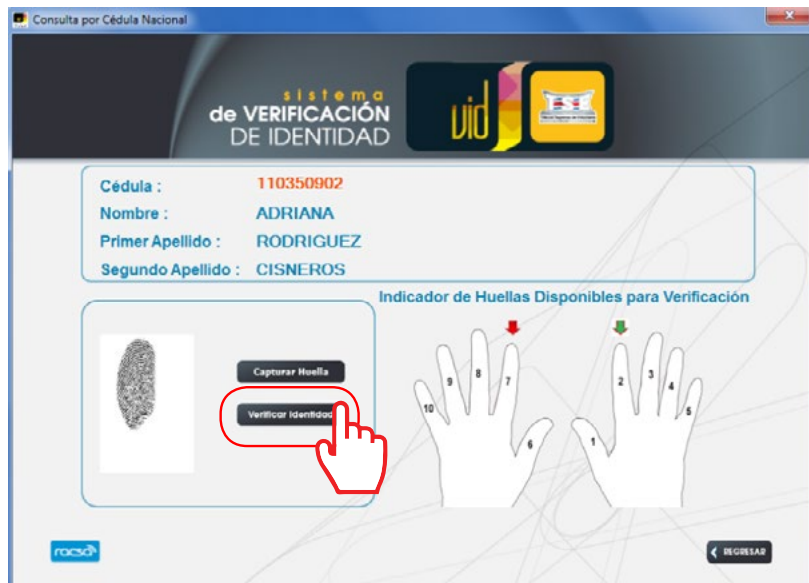 Consulta por Cédula Nacional
sistema
de VERIFICACIÓN
DE IDENTIDAD
vid
TSE
Cédula : 110350902
Nombre : ADRIANA
Primer Apellido : RODRIGUEZ
Segundo Apellido : CISNEROS
Indicador de Huellas Disponibles para Verificación
Capturar Huella
Verificar Identidad
10 9 8 7 6
1 2 3 4 5
racsa
REGRESAR